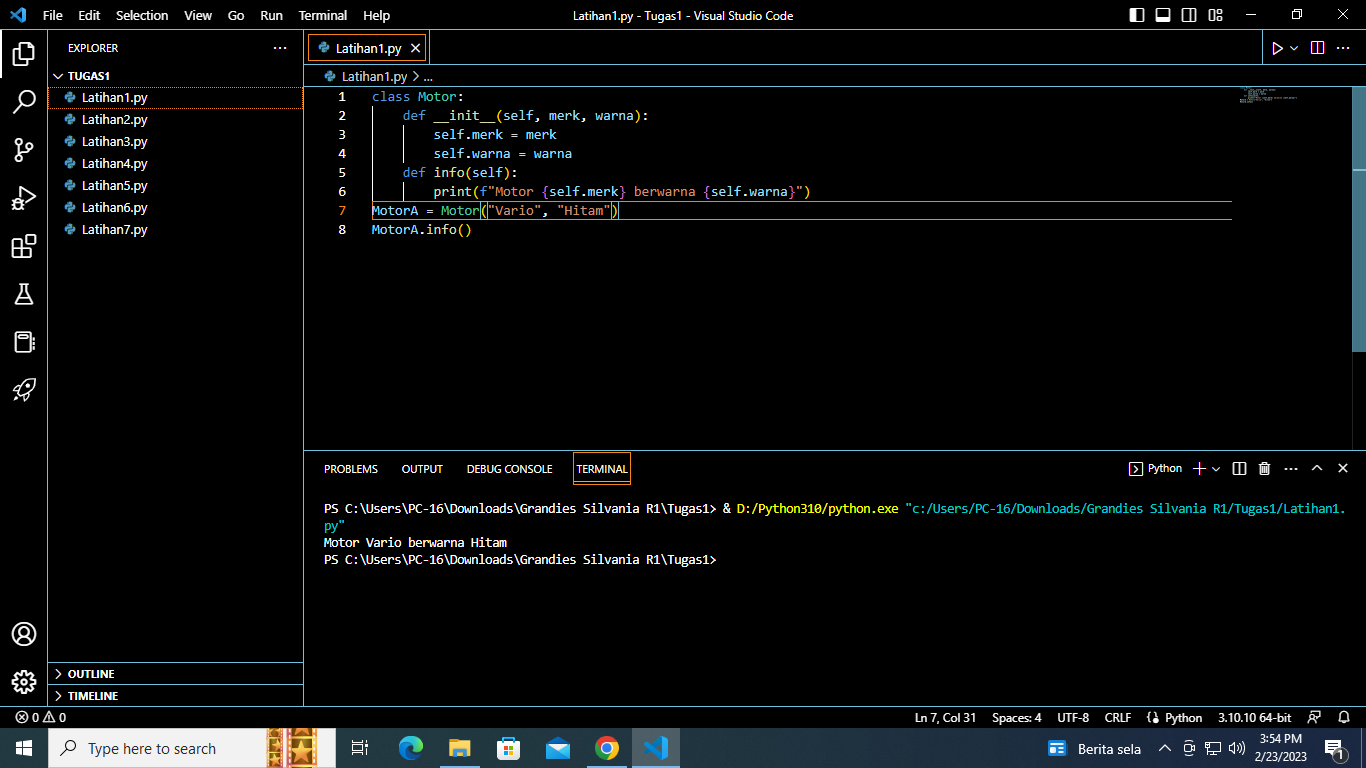 File Edit Selection View Go Run Terminal Help
Latihan1.py - Tugas1 - Visual Studio Code
EXPLORER
TUGAS1
Latihan1.py
Latihan2.py
Latihan3.py
Latihan4.py
Latihan5.py
Latihan6.py
Latihan7.py
OUTLINE
TIMELINE
Latihan1.py
Latihan1.py > ...
1 class Motor:
2     def __init__(self, merk, warna):
3         self.merk = merk
4         self.warna = warna
5     def info(self):
6         print(f"Motor {self.merk} berwarna {self.warna}")
7 MotorA = Motor("Vario", "Hitam")
8 MotorA.info()
PROBLEMS OUTPUT DEBUG CONSOLE TERMINAL
Python
PS C:\Users\PC-16\Downloads\Grandies Silvania R1\Tugas1> & D:/Python310/python.exe "c:/Users/PC-16/Downloads/Grandies Silvania R1/Tugas1/Latihan1.
py"
Motor Vario berwarna Hitam
PS C:\Users\PC-16\Downloads\Grandies Silvania R1\Tugas1>
0 0
Ln 7, Col 31 Spaces: 4 UTF-8 CRLF Python 3.10.10 64-bit
Type here to search
Berita sela
3:54 PM
2/23/2023
1